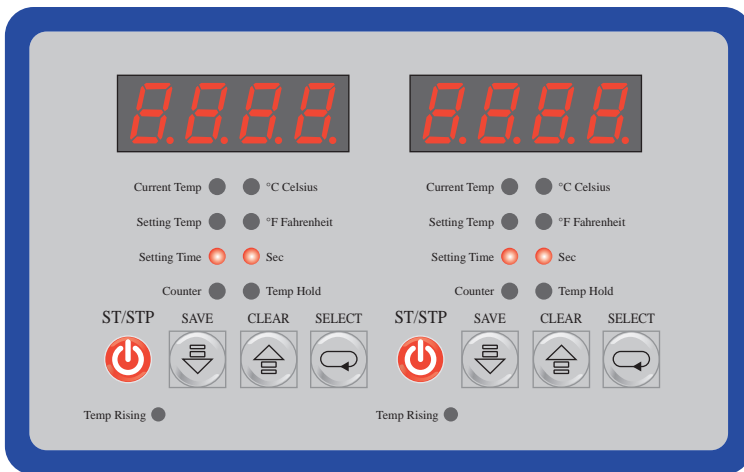 8.8.8.8. 8.8.8.8.
Current Temp °C Celsius Current Temp °C Celsius
Setting Temp °F Fahrenheit Setting Temp °F Fahrenheit
Setting Time Sec Setting Time Sec
Counter Temp Hold Counter Temp Hold
ST/STP SAVE CLEAR SELECT ST/STP SAVE CLEAR SELECT
Temp Rising Temp Rising